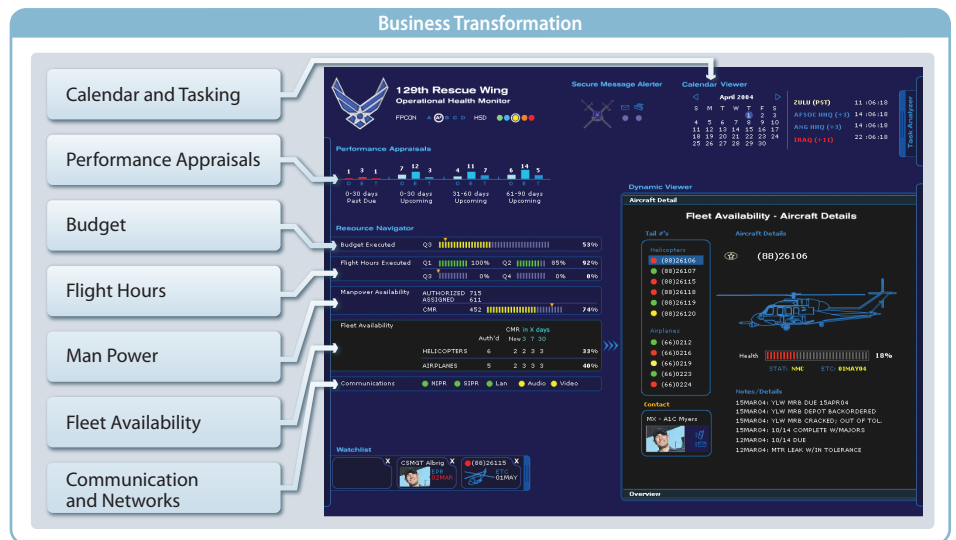 Business Transformation
Calendar and Tasking
Performance Appraisals
Budget
Flight Hours
Man Power
Fleet Availability
Communication
and Networks
129th Rescue Wing
Operational Health Monitor
FPCON A A+ B C D HSD
Secure Message Alerter
Calendar Viewer
April 2004
S M T W T F S
1 2 3
4 5 6 7 8 9 10
11 12 13 14 15 16 17
18 19 20 21 22 23 24
25 26 27 28 29 30
ZULU (PST) 11 :06:18
AFSOC HHQ (+3) 14 :06:18
ANG HHQ (+3) 14 :06:18
IRAQ (+11) 22 :06:18
Task Analyzer
Performance Appraisals
1 3 1 7 12 3 4 11 7 6 14 5
O E T O E T O E T O E T
0-30 days 0-30 days 31-60 days 61-90 days
Past Due Upcoming Upcoming Upcoming
Resource Navigator
Budget Executed Q3 53%
Flight Hours Executed Q1 100% Q2 85% 92%
Q3 0% Q4 0% 0%
Manpower Availability AUTHORIZED 715
ASSIGNED 611
CMR 452 74%
Fleet Availability
CMR in X days
Auth'd Now 3 7 30
HELICOPTERS 6 2 2 3 3 33%
AIRPLANES 5 2 3 3 3 40%
Communications NIPR SIPR Lan Audio Video
Watchlist
X CSMGT Albrig X (88)26115 X
EPR
02MAR
ETC
01MAY
Dynamic Viewer
Aircraft Detail
Fleet Availability - Aircraft Details
Tail #'s
Helicopters
(88)26106
(88)26107
(88)26115
(88)26118
(88)26119
(88)26120
Airplanes
(66)0212
(66)0216
(66)0219
(66)0223
(66)0224
Contact
MX - A1C Myers
Aircraft Details
(88)26106
Health 18%
STAT: NMC ETC: 01MAY04
Notes/Details
15MAR04: YLW MRB DUE 15APR04
15MAR04: YLW MRB DEPOT BACKORDERED
15MAR04: YLW MRB CRACKED; OUT OF TOL.
15MAR04: 10/14 COMPLETE W/MAJORS
12MAR04: 10/14 DUE
12MAR04: MTR LEAK W/IN TOLERANCE
Overview